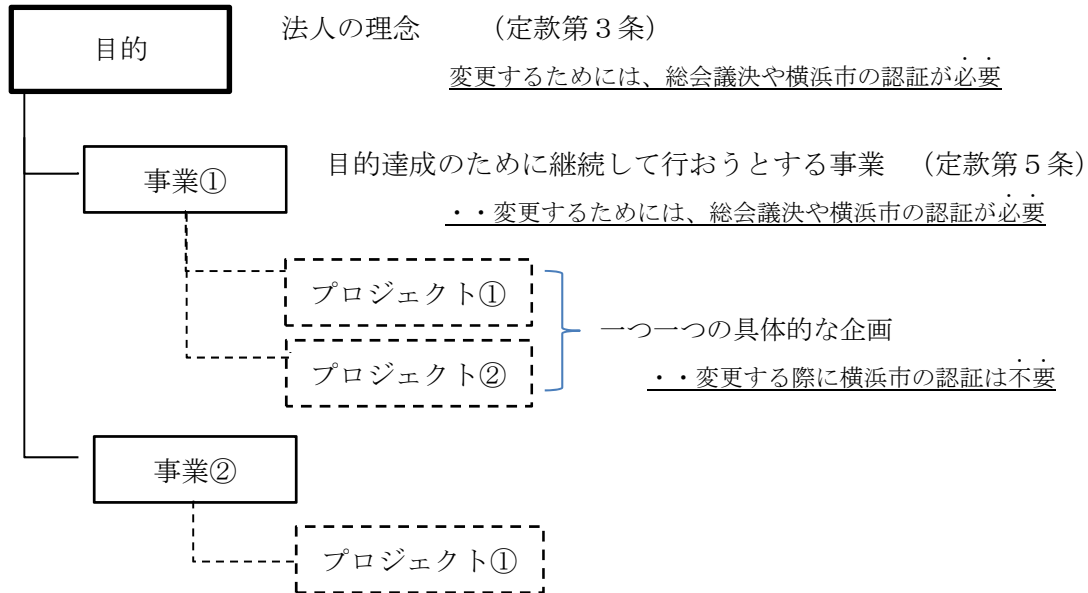 目的
法人の理念　　（定款第３条）
変更するためには、総会議決や横浜市の認証が必要
事業①
目的達成のために継続して行おうとする事業　（定款第５条）
・・変更するためには、総会議決や横浜市の認証が必要
プロジェクト①
一つ一つの具体的な企画
プロジェクト②
・・変更する際に横浜市の認証は不要
事業②
プロジェクト①